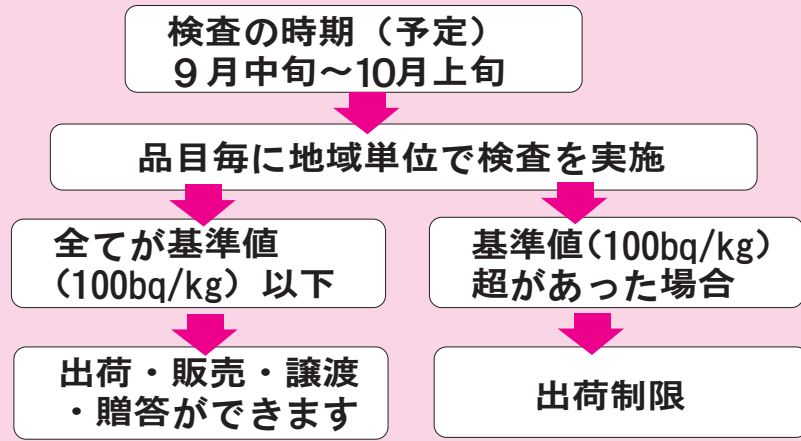 検査の時期（予定）
９月中旬～10月上旬
品目毎に地域単位で検査を実施
全てが基準値
（100bq/kg）以下
基準値（100bq/kg）
超があった場合
出荷・販売・譲渡
・贈答ができます
出荷制限